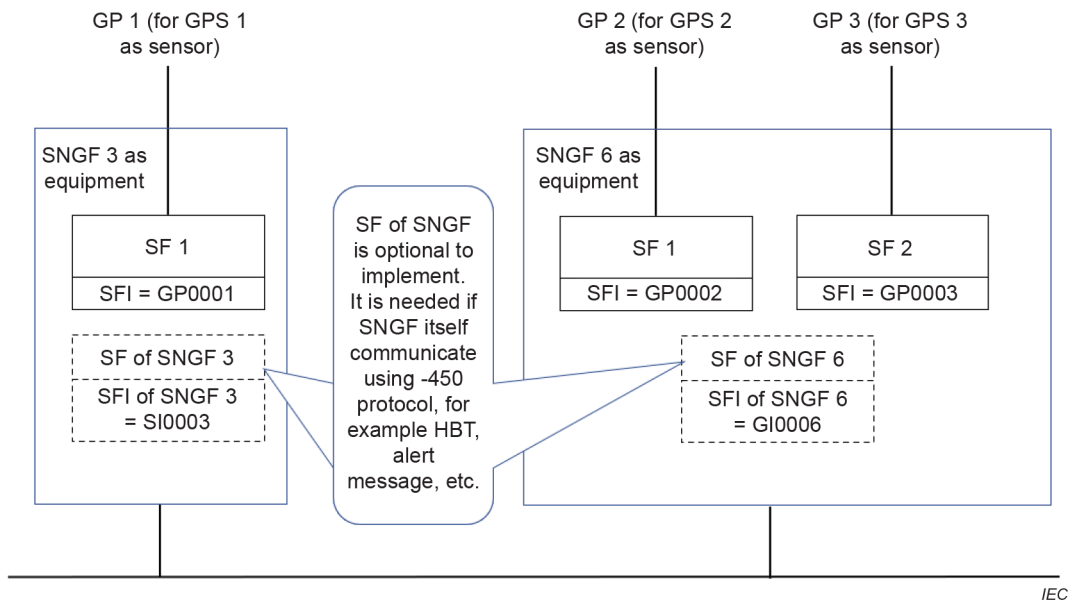 GP 1 (for GPS 1
as sensor)
GP 2 (for GPS 2
as sensor)
GP 3 (for GPS 3
as sensor)
SNGF 3 as
equipment
SF 1
SFI = GP0001
SF of SNGF 3
SFI of SNGF 3
= SI0003
SF of SNGF
is optional to
implement.
It is needed if
SNGF itself
communicate
using -450
protocol, for
example HBT,
alert
message, etc.
SNGF 6 as
equipment
SF 1
SFI = GP0002
SF 2
SFI = GP0003
SF of SNGF 6
SFI of SNGF 6
= GI0006
IEC